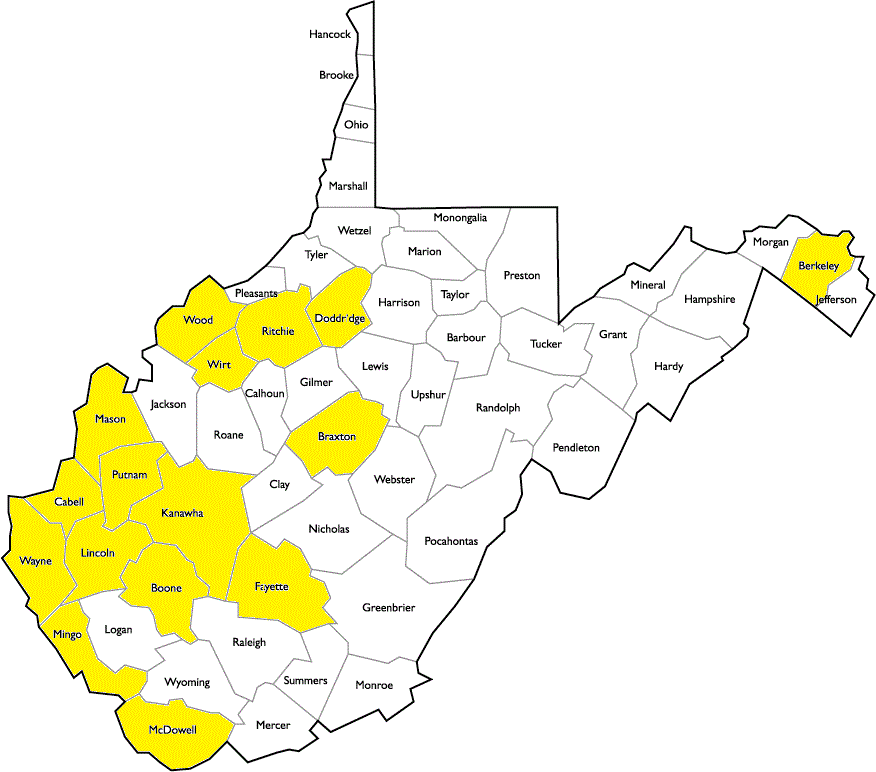 Hancock
Brooke
Ohio
Marshall
Wetzel
Monongalia
Marion
Tyler
Preston
Morgan
Berkeley
Jefferson
Mineral
Hampshire
Pleasants
Harrison
Taylor
Wood
Ritchie
Doddr'dge
Barbour
Tucker
Grant
Hardy
Wirt
Lewis
Gilmer
Calhoun
Upshur
Jackson
Randolph
Mason
Roane
Braxton
Pendleton
Putnam
Clay
Webster
Cabell
Kanawha
Nicholas
Pocahontas
Wayne
Lincoln
Boone
Fayette
Greenbrier
Mingo
Logan
Raleigh
Wyoming
Summers
Monroe
McDowell
Mercer